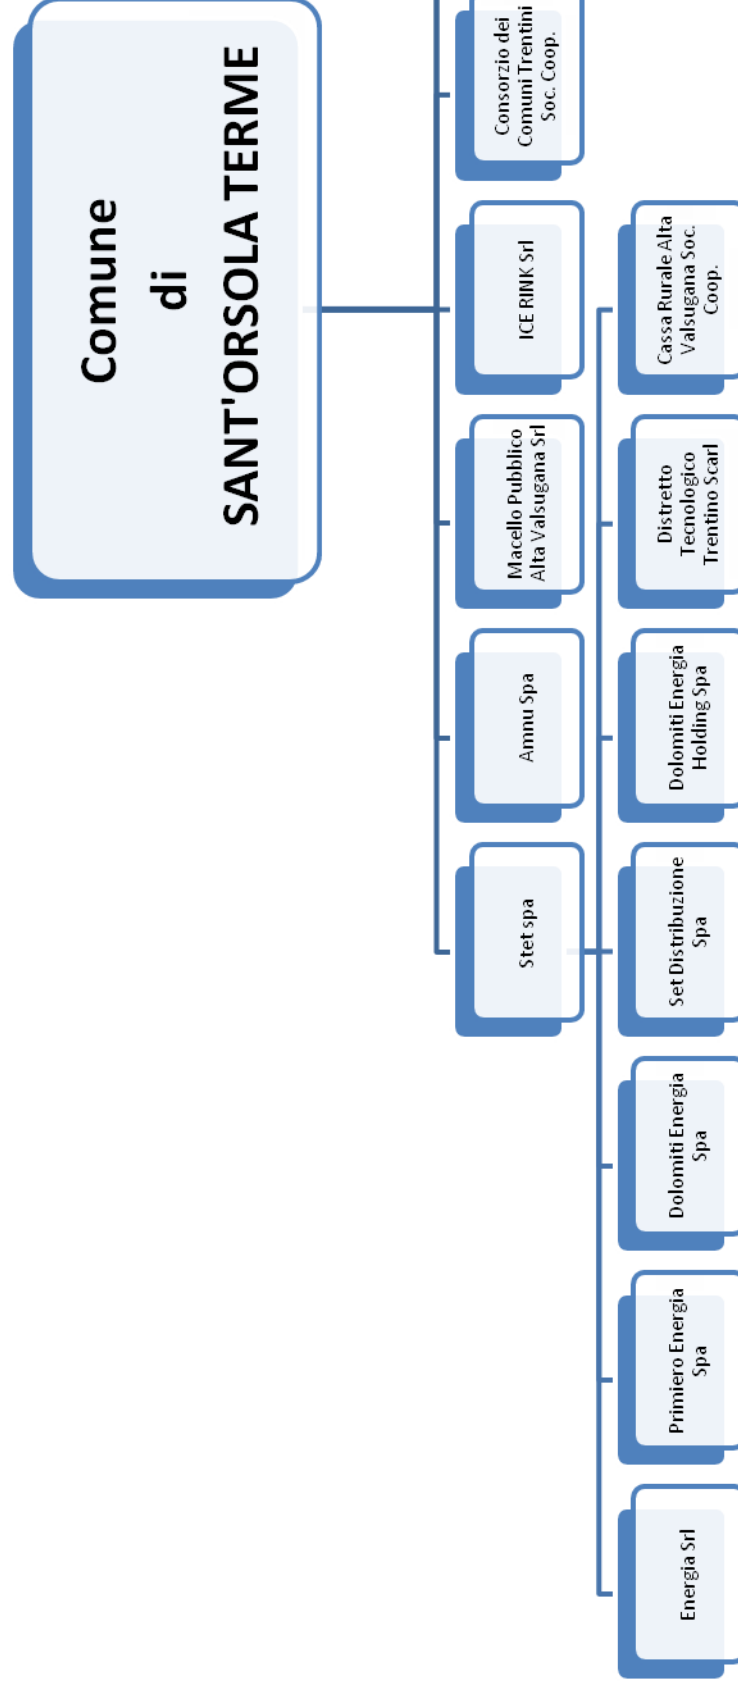 Comune
di
SANT'ORSOLA TERME
Stet spa
Amnu Spa
Macello Pubblico
Alta Valsugana Srl
ICE RINK Srl
Consorzio dei
Comuni Trentini
Soc. Coop.
Energia Srl
Primiero Energia
Spa
Dolomiti Energia
Spa
Set Distribuzione
Spa
Dolomiti Energia
Holding Spa
Distretto
Tecnologico
Trentino Scarl
Cassa Rurale Alta
Valsugana Soc.
Coop.